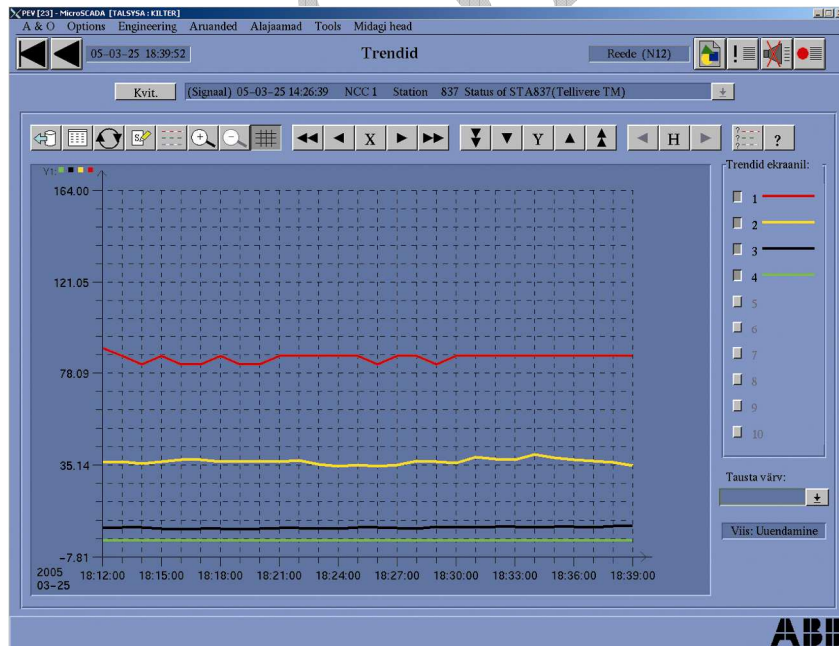 PEV [23] - MicroSCADA [TALSYSA : KILTER]
A & O Options Engineering Aruanded Alajaamad Tools Midagi head
05-03-25 18:39:52 Trendid Reede (N12)
Kvit. (Signaal) 05-03-25 14:26:39 NCC 1 Station 837 Status of STA837(Tellivere TM)
X Y H ?
Y1:
Trendid ekraanil:
164.00
121.05
78.09
35.14
-7.81
1
2
3
4
5
6
7
8
9
10
Tausta värv:
Viis: Uuendamine
2005
03-25
18:12:00 18:15:00 18:18:00 18:21:00 18:24:00 18:27:00 18:30:00 18:33:00 18:36:00 18:39:00
ABB